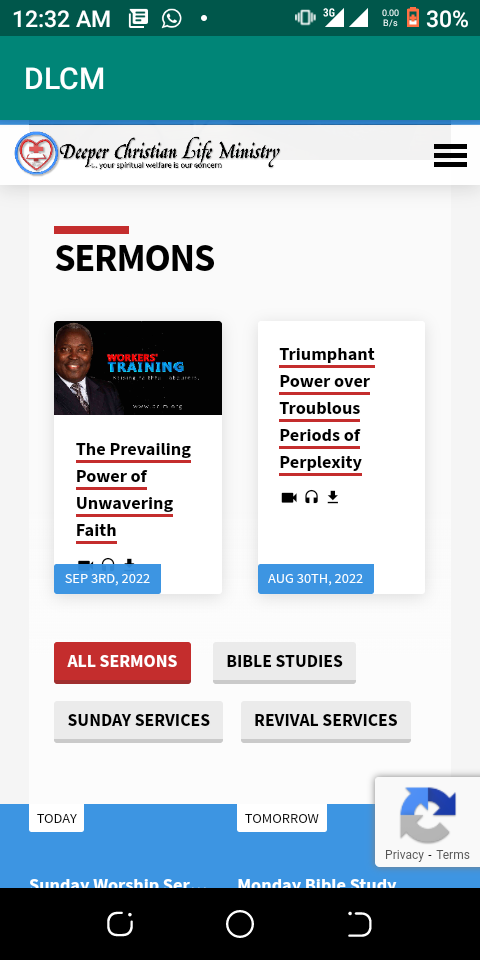 12:32 AM 3G 0.00 B/s 30%
DLCM
Deeper Christian Life Ministry
... your spiritual welfare is our concern
SERMONS
WORKERS'
TRAINING
The Prevailing
Power of
Unwavering
Faith
SEP 3RD, 2022
Triumphant
Power over
Troublous
Periods of
Perplexity
AUG 30TH, 2022
ALL SERMONS
BIBLE STUDIES
SUNDAY SERVICES
REVIVAL SERVICES
TODAY
TOMORROW
Privacy - Terms
Sunday Worship Ser...
Monday Bible Study